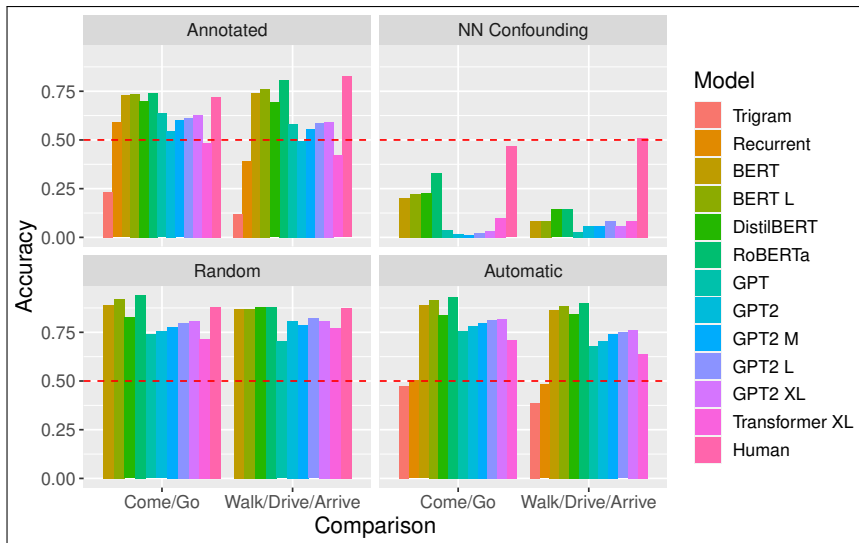 Annotated
NN Confounding
0.75
0.50
0.25
0.00
Random
Automatic
0.75
0.50
0.25
0.00
Accuracy
Come/Go
Walk/Drive/Arrive
Come/Go
Walk/Drive/Arrive
Comparison
Model
Trigram
Recurrent
BERT
BERT L
DistilBERT
RoBERTa
GPT
GPT2
GPT2 M
GPT2 L
GPT2 XL
Transformer XL
Human